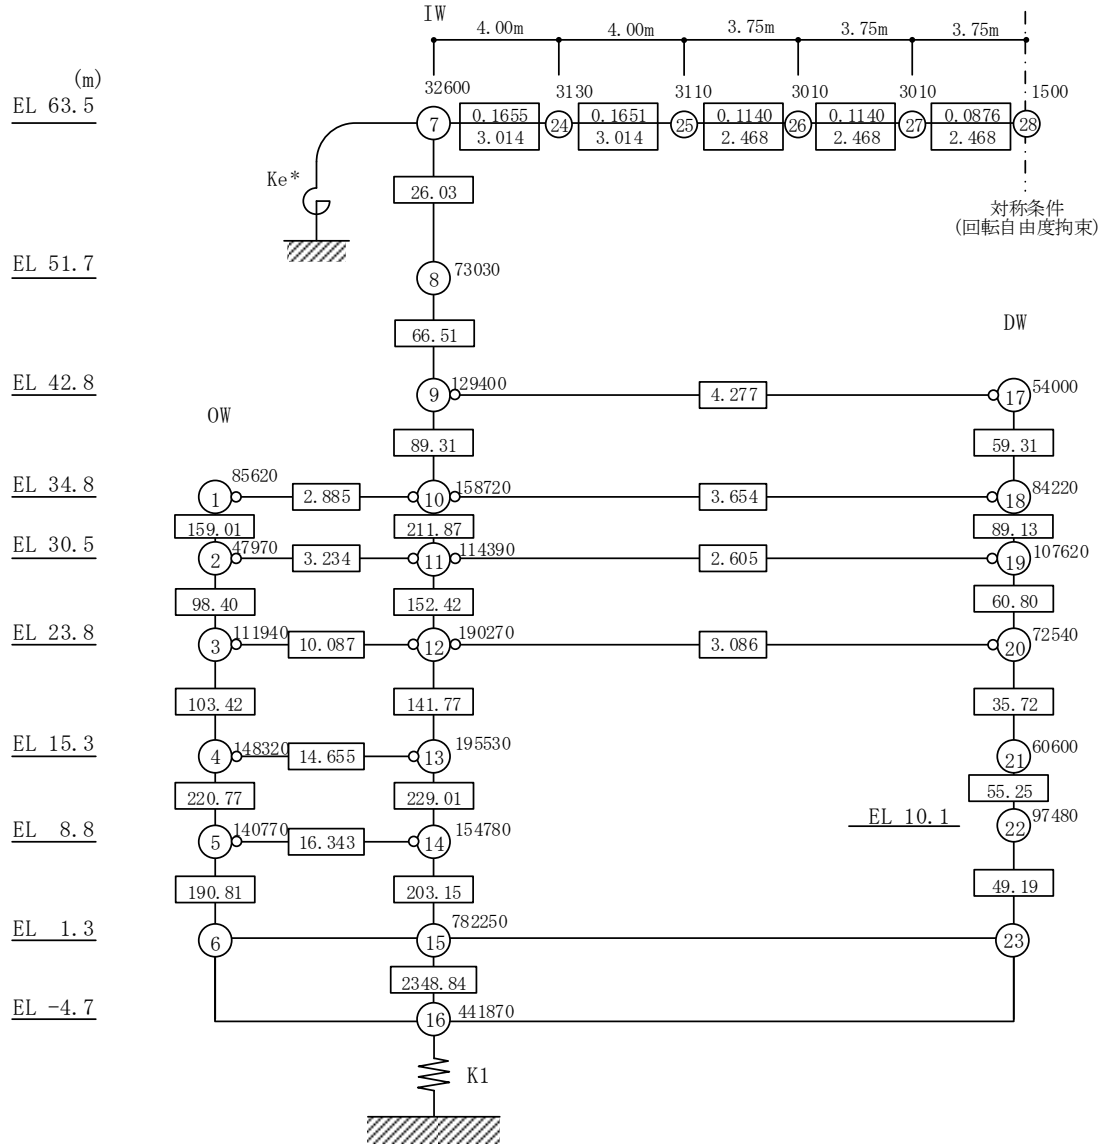 IW
4.00m 4.00m 3.75m 3.75m 3.75m
(m)
32600 3130 3110 3010 3010 1500
EL 63.5
7 0.1655 24 0.1651 25 0.1140 26 0.1140 27 0.0876 28
3.014 3.014 2.468 2.468 2.468
Ke*
26.03
対称条件
(回転自由度拘束)
EL 51.7
8 73030
66.51
DW
EL 42.8
9 129400 4.277 17 54000
OW
89.31 59.31
EL 34.8
1 85620 2.885 10 158720 3.654 18 84220
159.01 211.87 89.13
EL 30.5
2 47970 3.234 11 114390 2.605 19 107620
98.40 152.42 60.80
EL 23.8
3 111940 10.087 12 190270 3.086 20 72540
103.42 141.77 35.72
EL 15.3
4 148320 14.655 13 195530 21 60600
220.77 229.01 55.25
EL 8.8
5 140770 16.343 14 154780 EL 10.1 22 97480
190.81 203.15 49.19
EL 1.3
6 15 782250 23
2348.84
EL -4.7
16 441870
K1